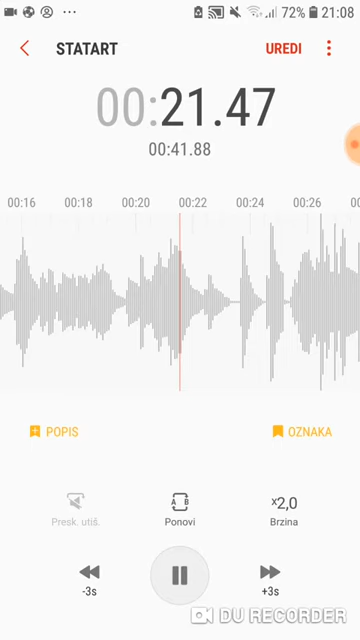 72% 21:08
STATART UREDI
00:21.47
00:41.88
00:16 00:18 00:20 00:22 00:24 00:26 00
POPIS OZNAKA
A B x2,0
Presk. utiš. Ponovi Brzina
-3s +3s
DU RECORDER